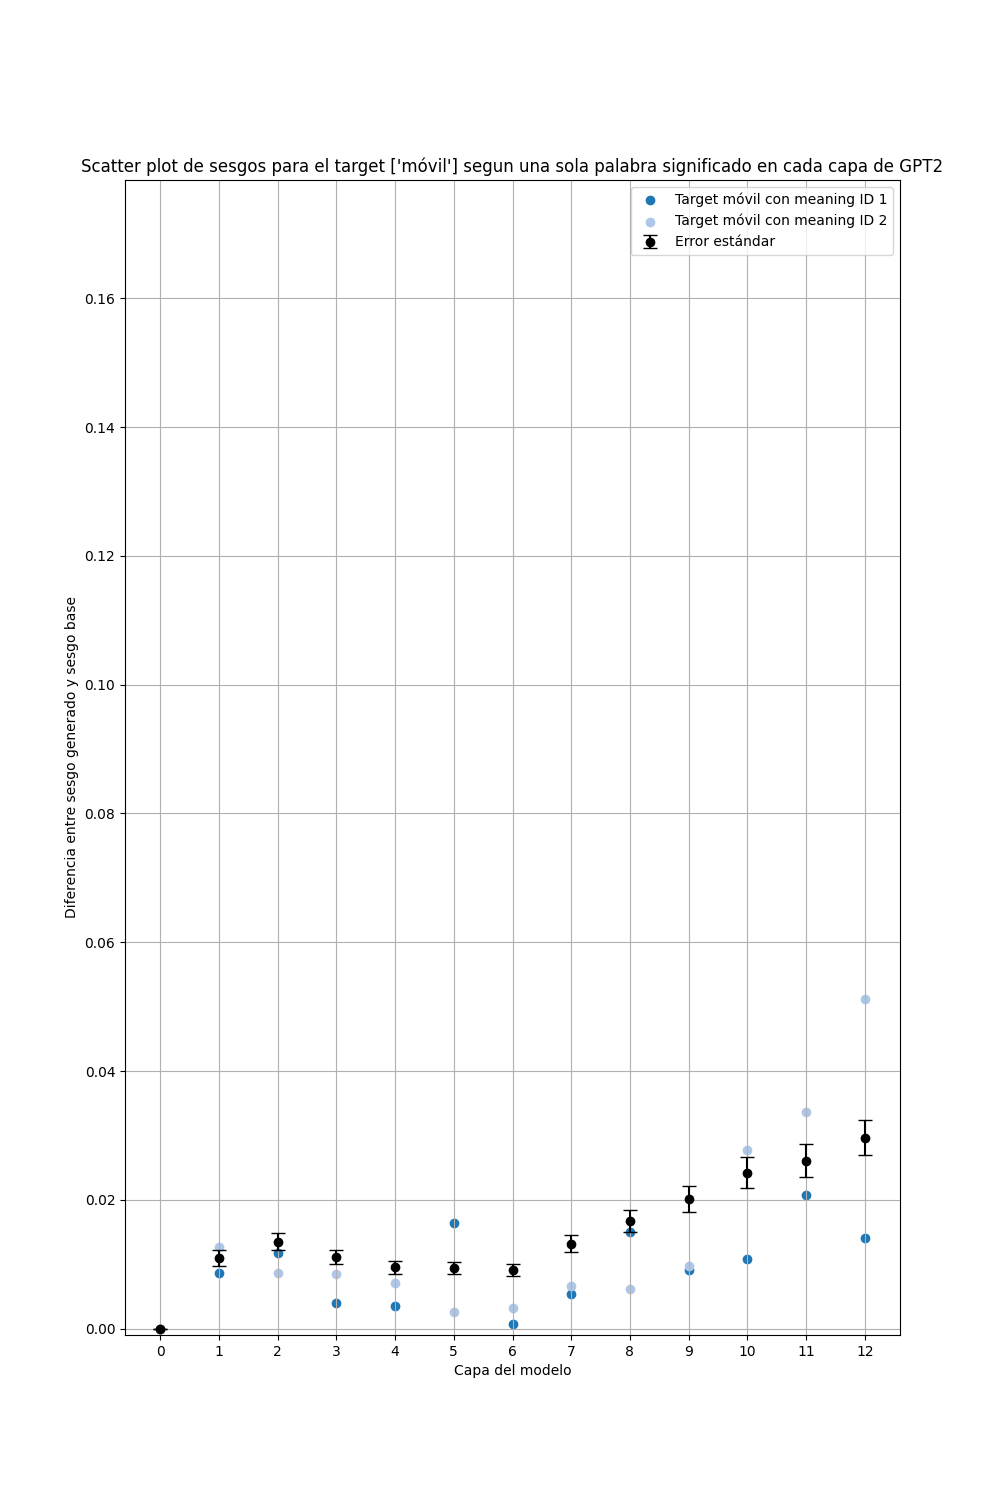 Scatter plot de sesgos para el target ['móvil'] segun una sola palabra significado en cada capa de GPT2
Target móvil con meaning ID 1
Target móvil con meaning ID 2
Error estándar
0.16
0.14
0.12
0.10
0.08
0.06
0.04
0.02
0.00
Diferencia entre sesgo generado y sesgo base
0 1 2 3 4 5 6 7 8 9 10 11 12
Capa del modelo